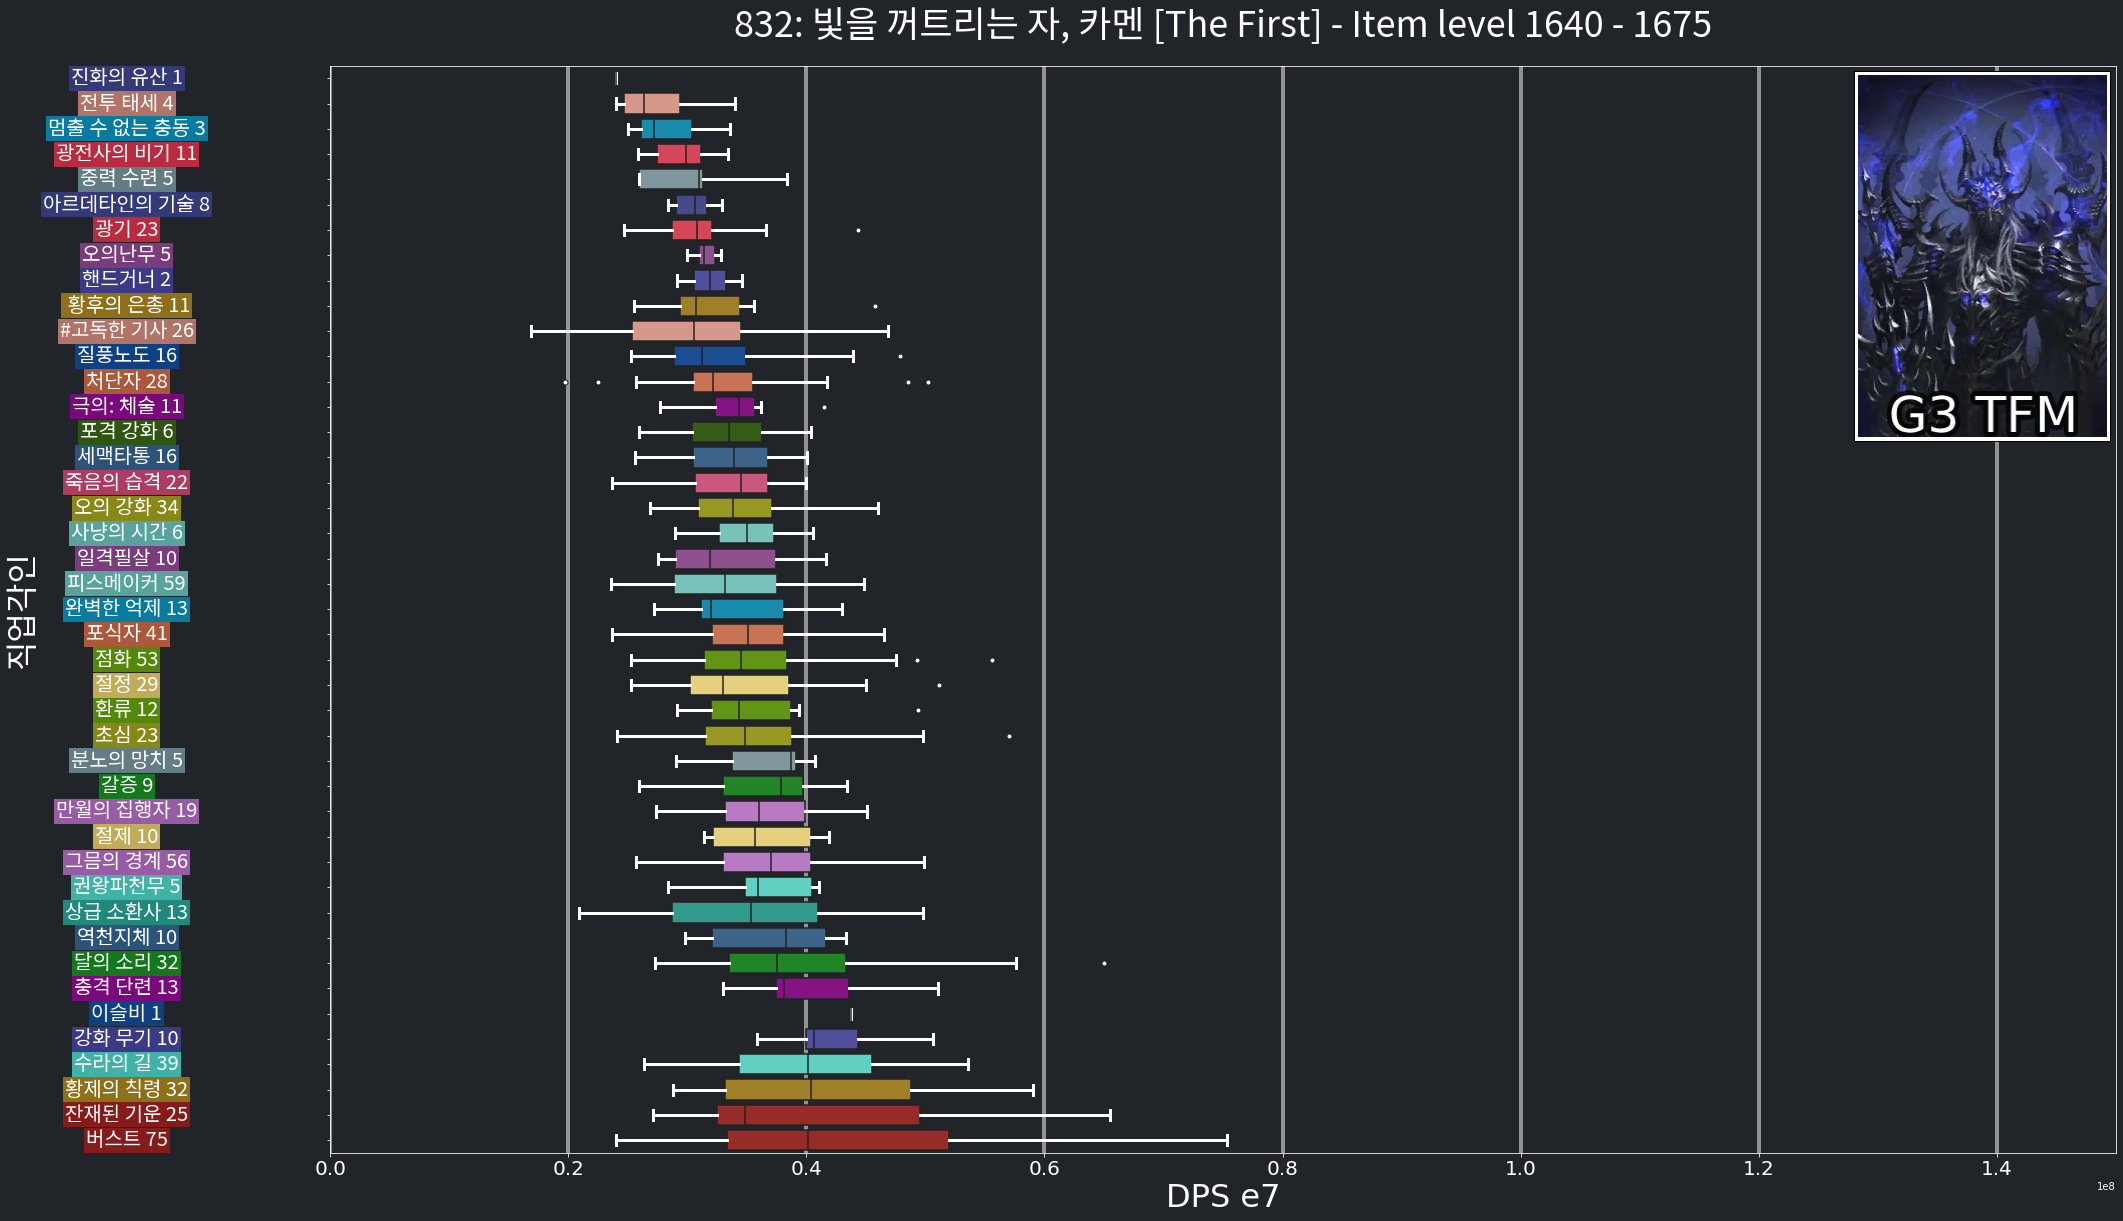 832: 빛을 꺼트리는 자, 카멘 [The First] - Item level 1640 - 1675
진화의 유산 1
전투 태세 4
멈출 수 없는 충동 3
광전사의 비기 11
중력 수련 5
아르데타인의 기술 8
광기 23
오의난무 5
핸드거너 2
황후의 은총 11
#고독한 기사 26
질풍노도 16
처단자 28
극의: 체술 11
포격 강화 6
세맥타통 16
죽음의 습격 22
오의 강화 34
사냥의 시간 6
일격필살 10
피스메이커 59
완벽한 억제 13
포식자 41
점화 53
절정 29
환류 12
초심 23
분노의 망치 5
갈증 9
만월의 집행자 19
절제 10
그믐의 경계 56
권왕파천무 5
상급 소환사 13
역천지체 10
달의 소리 32
충격 단련 13
이슬비 1
강화 무기 10
수라의 길 39
황제의 칙령 32
잔재된 기운 25
버스트 75
직업각인
G3 TFM
0.0 0.2 0.4 0.6 0.8 1.0 1.2 1.4
1e8
DPS e7